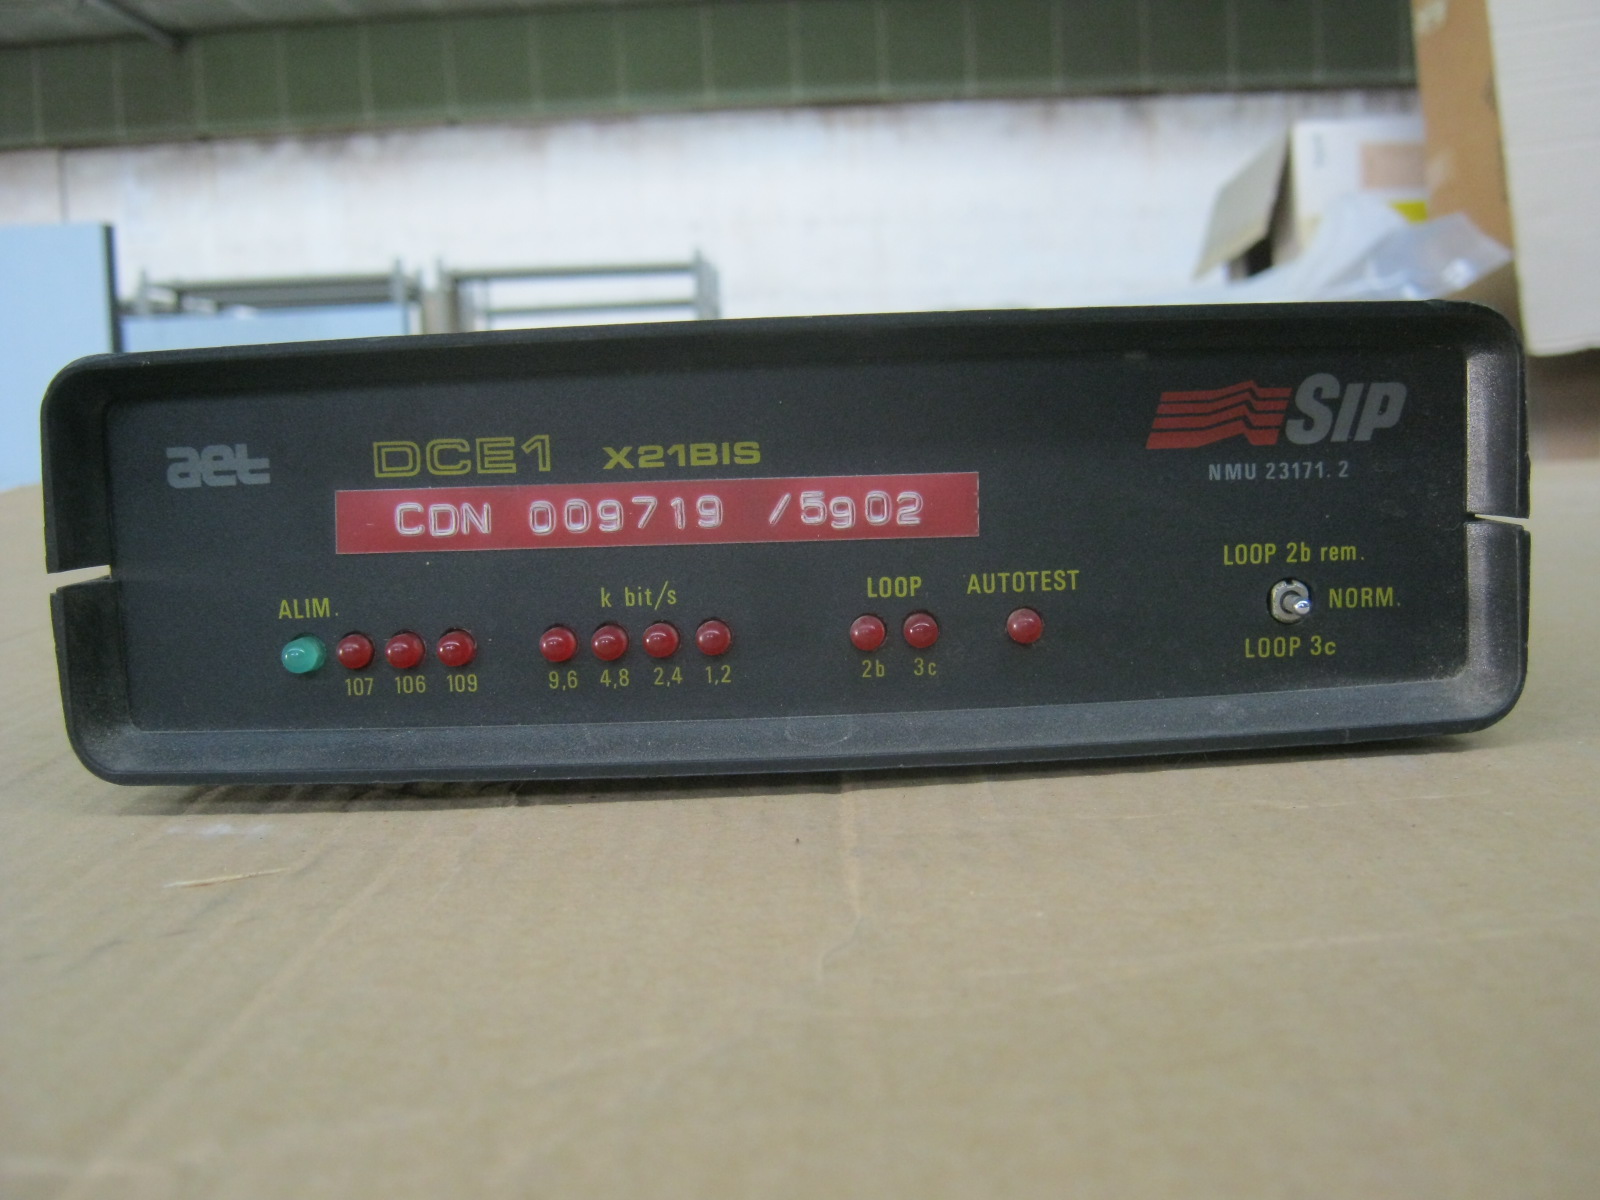 aet
DCE1 X21BIS
SIP
NMU 23171.2
CDN 009719 /5g02
ALIM.
107 106 109
k bit/s
9,6 4,8 2,4 1,2
LOOP
2b 3c
AUTOTEST
LOOP 2b rem.
NORM.
LOOP 3c